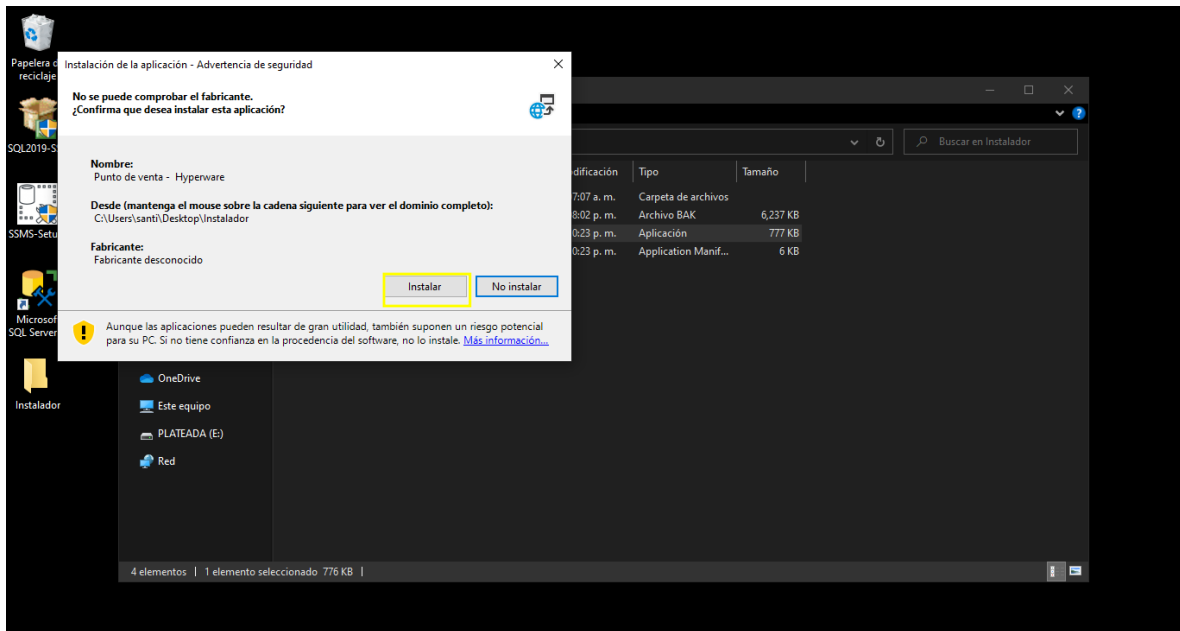 Papelera d
reciclaje
SQL2019-S
SSMS-Setu
Microsof
SQL Server
Instalador
Instalación de la aplicación - Advertencia de seguridad
No se puede comprobar el fabricante.
¿Confirma que desea instalar esta aplicación?
Nombre:
Punto de venta - Hyperware
Desde (mantenga el mouse sobre la cadena siguiente para ver el dominio completo):
C:\Users\santi\Desktop\Instalador
Fabricante:
Fabricante desconocido
Instalar No instalar
Aunque las aplicaciones pueden resultar de gran utilidad, también suponen un riesgo potencial
para su PC. Si no tiene confianza en la procedencia del software, no lo instale. Más información...
Buscar en Instalador
dificación Tipo Tamaño
7:07 a. m. Carpeta de archivos
8:02 p. m. Archivo BAK 6,237 KB
0:23 p. m. Aplicación 777 KB
0:23 p. m. Application Manif... 6 KB
OneDrive
Este equipo
PLATEADA (E:)
Red
4 elementos 1 elemento seleccionado 776 KB